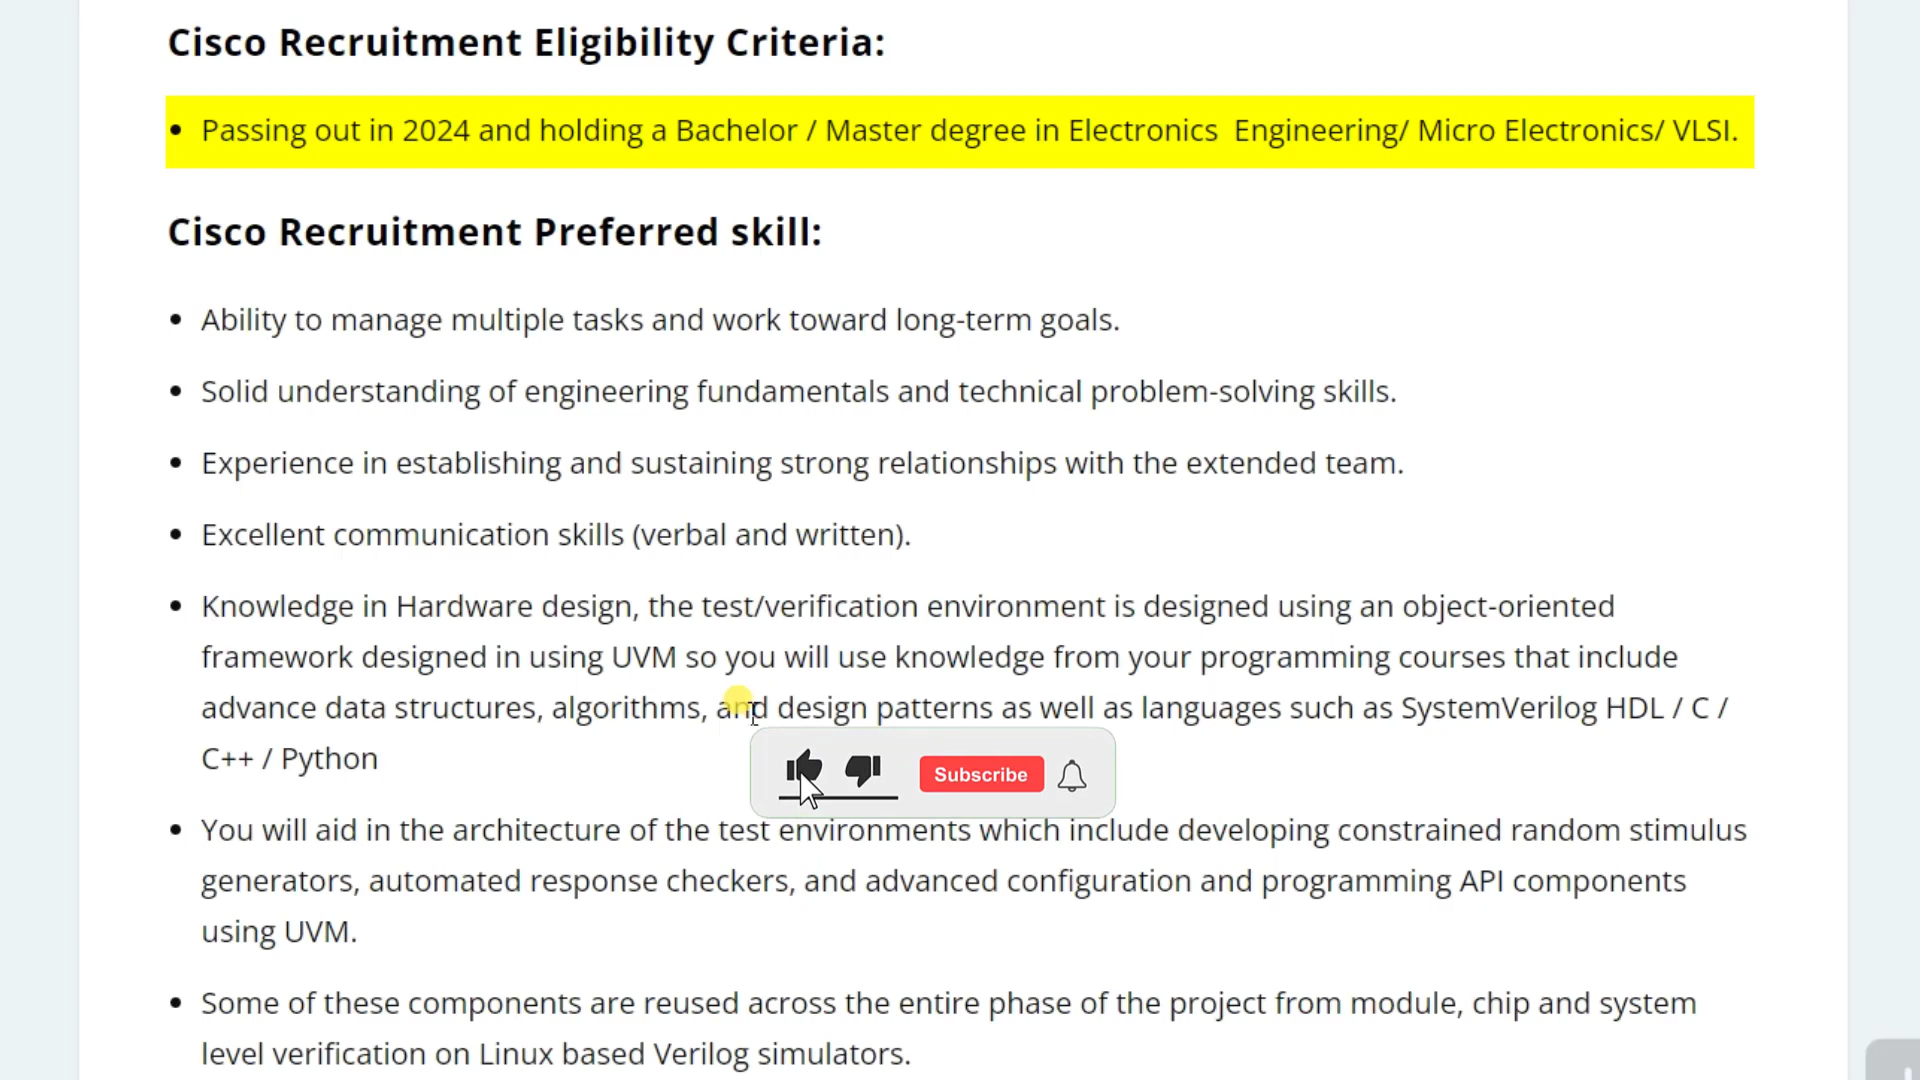 Cisco Recruitment Eligibility Criteria:
• Passing out in 2024 and holding a Bachelor / Master degree in Electronics  Engineering/ Micro Electronics/ VLSI.
Cisco Recruitment Preferred skill:
• Ability to manage multiple tasks and work toward long-term goals.
• Solid understanding of engineering fundamentals and technical problem-solving skills.
• Experience in establishing and sustaining strong relationships with the extended team.
• Excellent communication skills (verbal and written).
• Knowledge in Hardware design, the test/verification environment is designed using an object-oriented
framework designed in using UVM so you will use knowledge from your programming courses that include
advance data structures, algorithms, and design patterns as well as languages such as SystemVerilog HDL / C /
C++ / Python
Subscribe
• You will aid in the architecture of the test environments which include developing constrained random stimulus
generators, automated response checkers, and advanced configuration and programming API components
using UVM.
• Some of these components are reused across the entire phase of the project from module, chip and system
level verification on Linux based Verilog simulators.